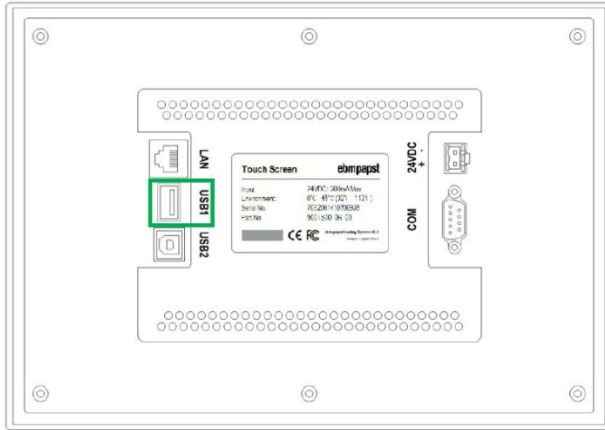 LAN
USB1
USB2
Touch Screen ebmpapst
Input:
Environment:
Serial No.
Part No.
CE FC
24VDC
- +
COM